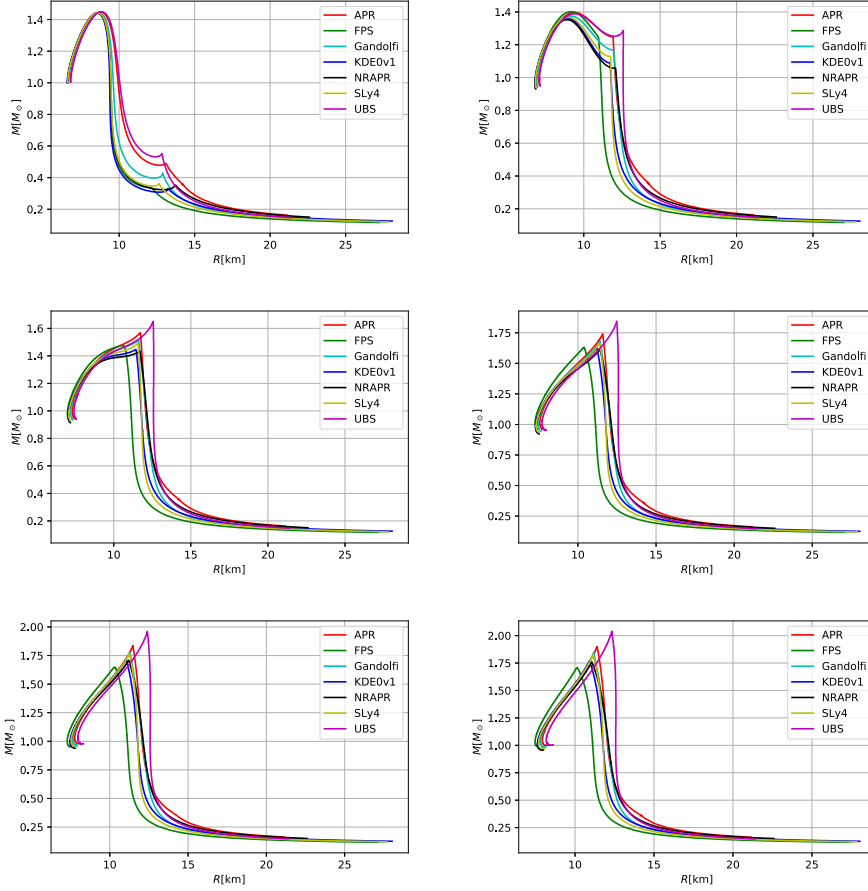 M[M⊙]
1.4
1.2
1.0
0.8
0.6
0.4
0.2
10
15
20
25
R[km]
APR
FPS
Gandolfi
KDE0v1
NRAPR
SLy4
UBS
M[M⊙]
1.4
1.2
1.0
0.8
0.6
0.4
0.2
10
15
20
25
R[km]
APR
FPS
Gandolfi
KDE0v1
NRAPR
SLy4
UBS
M[M⊙]
1.6
1.4
1.2
1.0
0.8
0.6
0.4
0.2
10
15
20
25
R[km]
APR
FPS
Gandolfi
KDE0v1
NRAPR
SLy4
UBS
M[M⊙]
1.75
1.50
1.25
1.00
0.75
0.50
0.25
10
15
20
25
R[km]
APR
FPS
Gandolfi
KDE0v1
NRAPR
SLy4
UBS
M[M⊙]
2.00
1.75
1.50
1.25
1.00
0.75
0.50
0.25
10
15
20
25
R[km]
APR
FPS
Gandolfi
KDE0v1
NRAPR
SLy4
UBS
M[M⊙]
2.00
1.75
1.50
1.25
1.00
0.75
0.50
0.25
10
15
20
25
R[km]
APR
FPS
Gandolfi
KDE0v1
NRAPR
SLy4
UBS